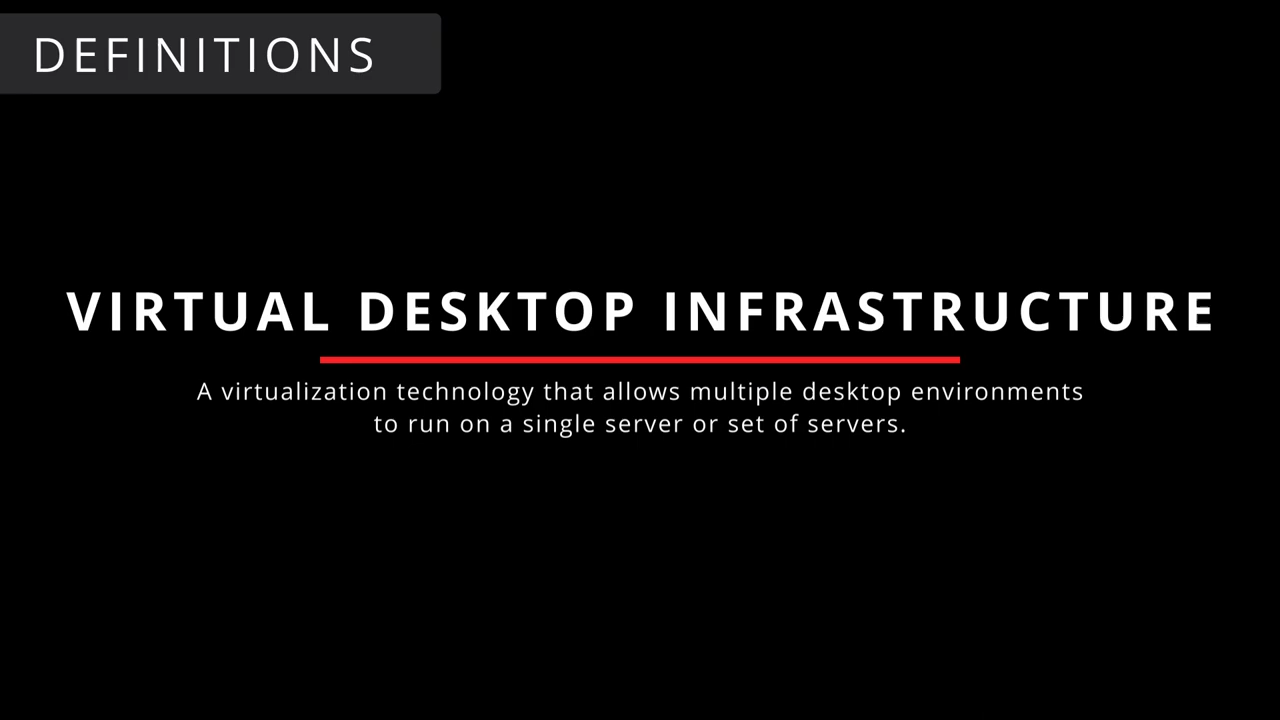 DEFINITIONS
VIRTUAL DESKTOP INFRASTRUCTURE
A virtualization technology that allows multiple desktop environments
to run on a single server or set of servers.